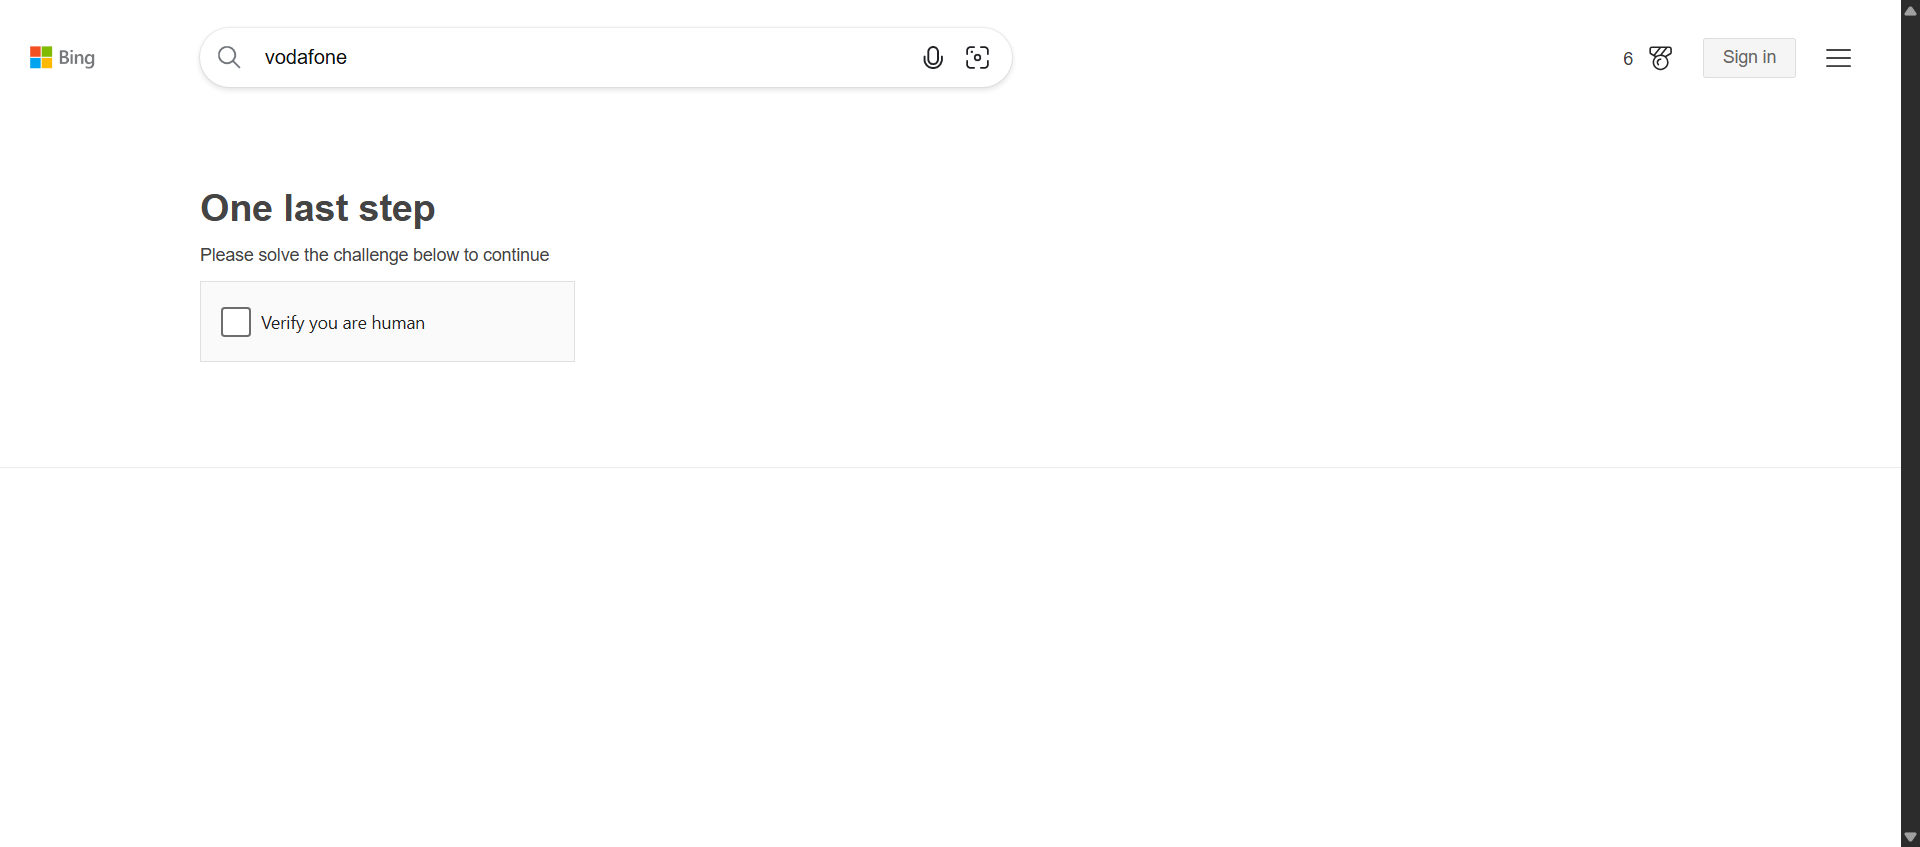 Bing
vodafone
6
Sign in
One last step
Please solve the challenge below to continue
Verify you are human